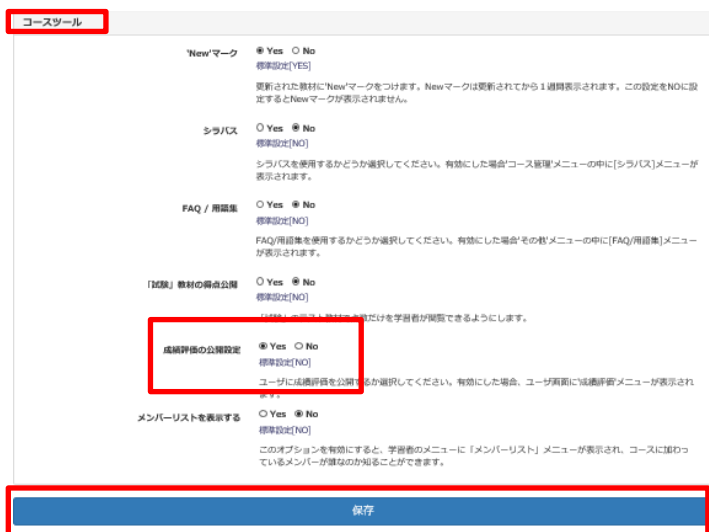 コースツール
'New'マーク
Yes No
標準設定[YES]
更新された教材に'New'マークをつけます。Newマークは更新されてから1週間表示されます。この設定をNOに設
定するとNewマークが表示されません。
シラバス
Yes No
標準設定[NO]
シラバスを使用するかどうか選択してください。有効にした場合'コース管理'メニューの中に[シラバス]メニューが
表示されます。
FAQ / 用語集
Yes No
標準設定[NO]
FAQ/用語集を使用するかどうか選択してください。有効にした場合'その他'メニューの中に[FAQ/用語集]メニュー
が表示されます。
「試験」教材の得点公開
Yes No
標準設定[NO]
だけを学習者が閲覧できるようにします。
成績評価の公開設定
Yes No
標準設定[NO]
ユーザに成績評価を公開するか選択してください。有効にした場合、ユーザ画面に'成績評価'メニューが表示され
ます。
メンバーリストを表示する
Yes No
標準設定[NO]
このオプションを有効にすると、学習者のメニューに「メンバーリスト」メニューが表示され、コースに加わっ
ているメンバーが誰なのか知ることができます。
保存